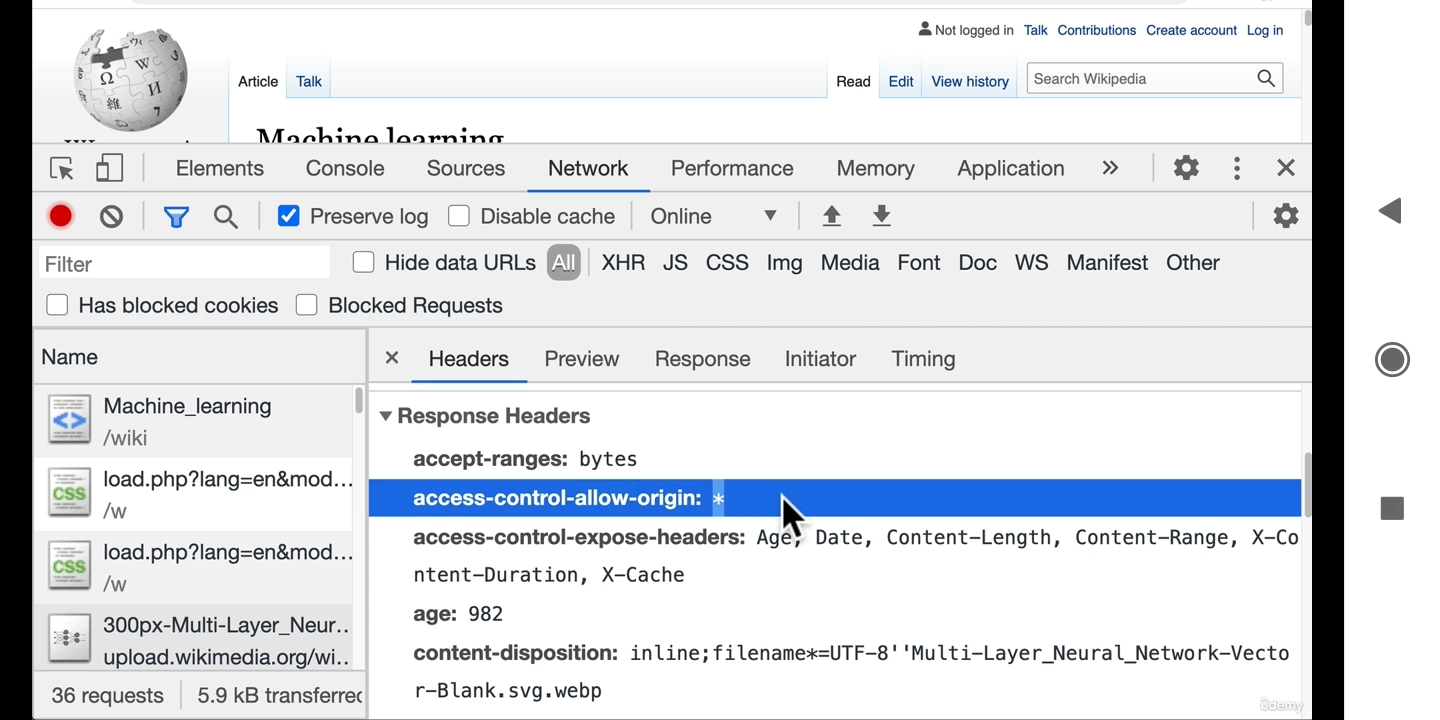 Not logged in Talk Contributions Create account Log in
Article Talk Read Edit View history Search Wikipedia
Machine learning
Elements Console Sources Network Performance Memory Application
Preserve log Disable cache Online
Filter Hide data URLs All XHR JS CSS Img Media Font Doc WS Manifest Other
Has blocked cookies Blocked Requests
Name
Headers Preview Response Initiator Timing
Machine_learning
/wiki
load.php?lang=en&mod...
/w
load.php?lang=en&mod...
/w
300px-Multi-Layer_Neur..
upload.wikimedia.org/wi..
36 requests 5.9 kB transferred
Response Headers
accept-ranges: bytes
access-control-allow-origin: *
access-control-expose-headers: Age, Date, Content-Length, Content-Range, X-Co
ntent-Duration, X-Cache
age: 982
content-disposition: inline;filename*=UTF-8''Multi-Layer_Neural_Network-Vecto
r-Blank.svg.webp
ûdemy